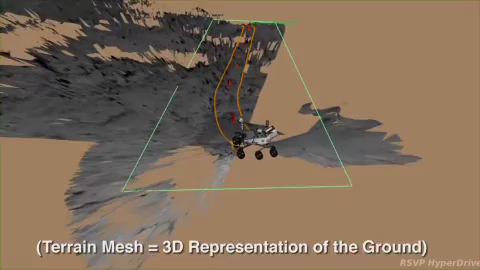 (Terrain Mesh = 3D Representation of the Ground)
RSVP HyperDrive